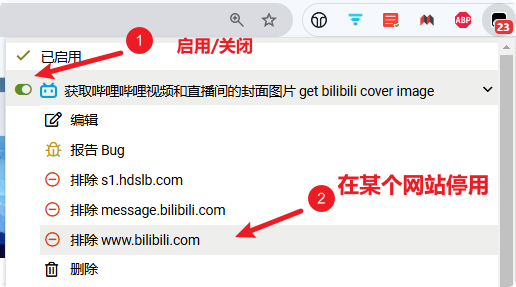 ABP
23
1
启用/关闭
已启用
获取哔哩哔哩视频和直播间的封面图片 get bilibili cover image
编辑
报告 Bug
排除 s1.hdslb.com
在某个网站停用
排除 message.bilibili.com
2
排除 www.bilibili.com
删除